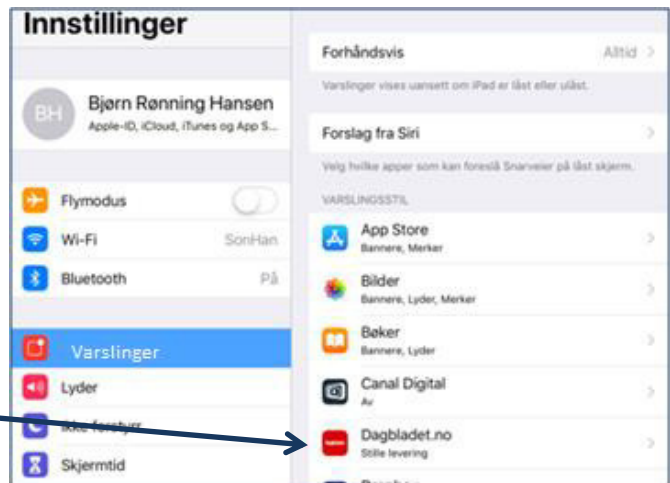 Innstillinger
BH
Bjørn Rønning Hansen
Apple-ID, iCloud, iTunes og App S...
Flymodus
Wi-Fi
SonHan
Bluetooth
På
Varslinger
Lyder
Ikke forstyrr
Skjermtid
Forhåndsvis
Alltid
Varslinger vises uansett om iPad er låst eller ulåst.
Forslag fra Siri
Velg hvilke apper som kan foreslå Snarveier på låst skjerm.
VARSLINGSSTIL
App Store
Bannere, Merker
Bilder
Bannere, Lyder, Merker
Bøker
Bannere, Lyder
Canal Digital
Av
Dagbladet.no
Stille levering